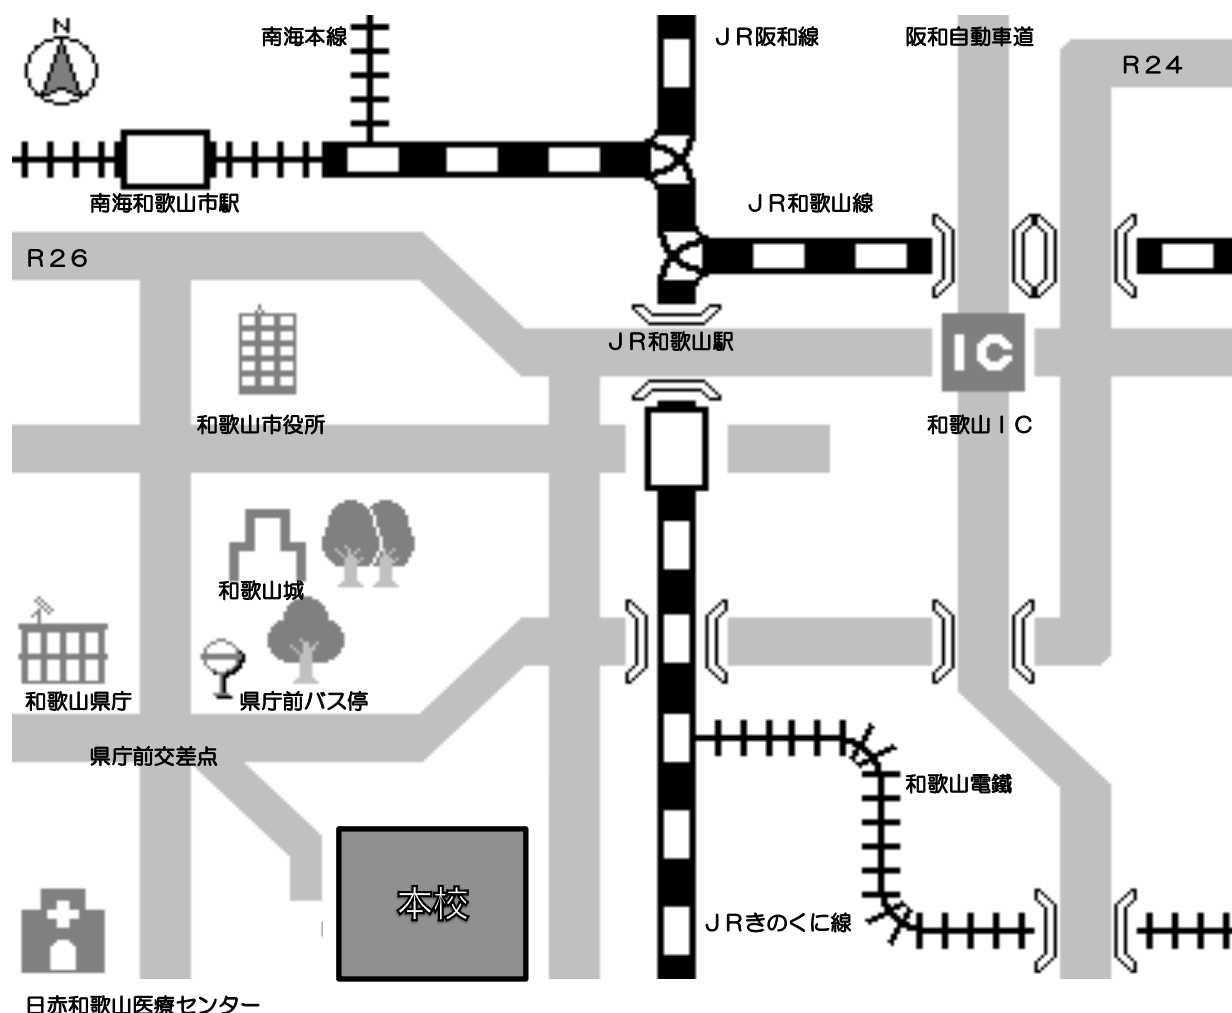 N
南海本線
ＪＲ阪和線
阪和自動車道
Ｒ２４
南海和歌山市駅
ＪＲ和歌山線
Ｒ２６
ＪＲ和歌山駅
IC
和歌山市役所
和歌山ＩＣ
和歌山城
和歌山県庁
県庁前バス停
県庁前交差点
和歌山電鐵
本校
ＪＲきのくに線
日赤和歌山医療センター